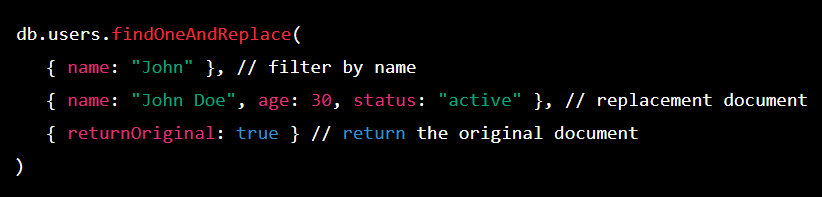 db.users.findOneAndReplace(
{ name: "John" }, // filter by name
{ name: "John Doe", age: 30, status: "active" }, // replacement document
{ returnOriginal: true } // return the original document
)